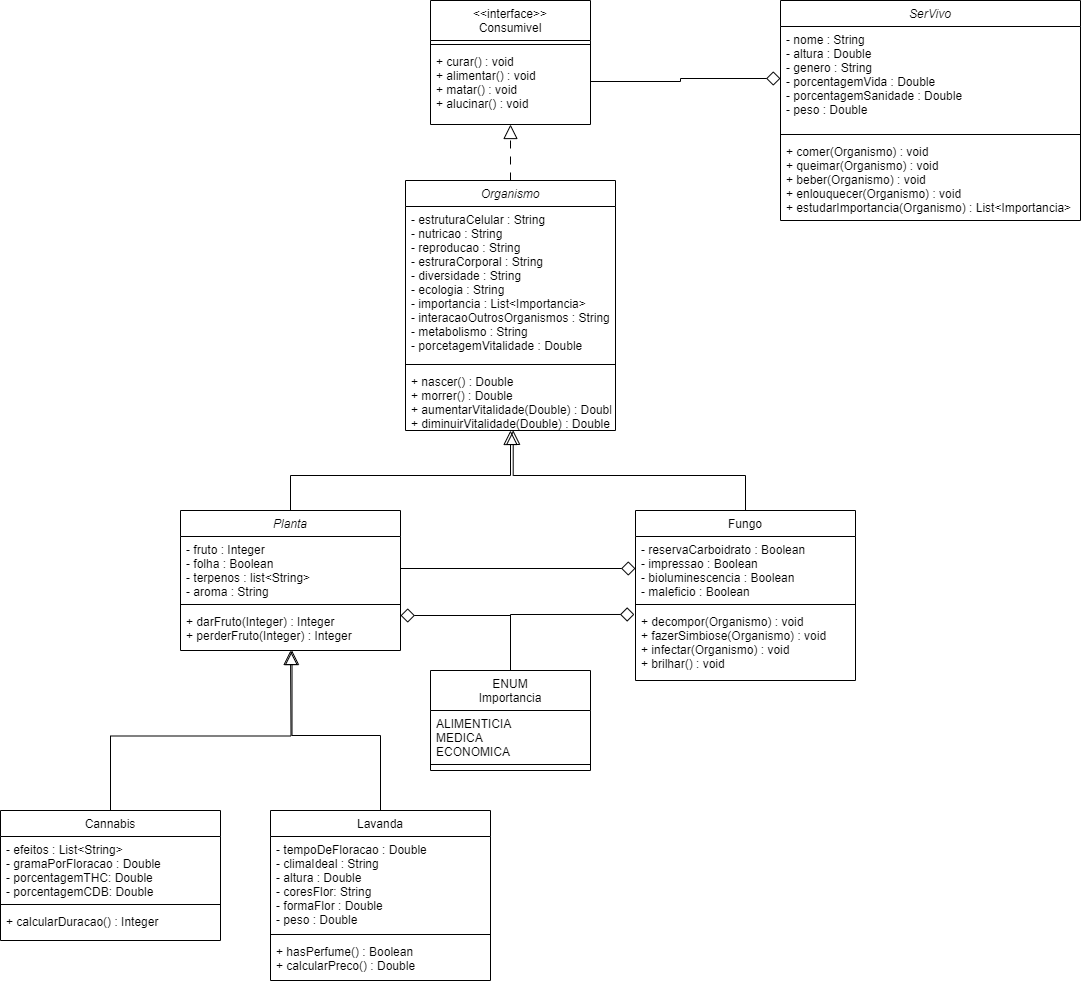 <<interface>>
Consumivel
+ curar() : void
+ alimentar() : void
+ matar() : void
+ alucinar() : void
SerVivo
- nome : String
- altura : Double
- genero : String
- porcentagemVida : Double
- porcentagemSanidade : Double
- peso : Double
+ comer(Organismo) : void
+ queimar(Organismo) : void
+ beber(Organismo) : void
+ enlouquecer(Organismo) : void
+ estudarImportancia(Organismo) : List<Importancia>
Organismo
- estruturaCelular : String
- nutricao : String
- reproducao : String
- estruraCorporal : String
- diversidade : String
- ecologia : String
- importancia : List<Importancia>
- interacaoOutrosOrganismos : String
- metabolismo : String
- porcetagemVitalidade : Double
+ nascer() : Double
+ morrer() : Double
+ aumentarVitalidade(Double) : Doubl
+ diminuirVitalidade(Double) : Double
Planta
- fruto : Integer
- folha : Boolean
- terpenos : list<String>
- aroma : String
+ darFruto(Integer) : Integer
+ perderFruto(Integer) : Integer
Fungo
- reservaCarboidrato : Boolean
- impressao : Boolean
- bioluminescencia : Boolean
- maleficio : Boolean
+ decompor(Organismo) : void
+ fazerSimbiose(Organismo) : void
+ infectar(Organismo) : void
+ brilhar() : void
ENUM
Importancia
ALIMENTICIA
MEDICA
ECONOMICA
Cannabis
- efeitos : List<String>
- gramaPorFloracao : Double
- porcentagemTHC: Double
- porcentagemCDB: Double
+ calcularDuracao() : Integer
Lavanda
- tempoDeFloracao : Double
- climaIdeal : String
- altura : Double
- coresFlor: String
- formaFlor : Double
- peso : Double
+ hasPerfume() : Boolean
+ calcularPreco() : Double